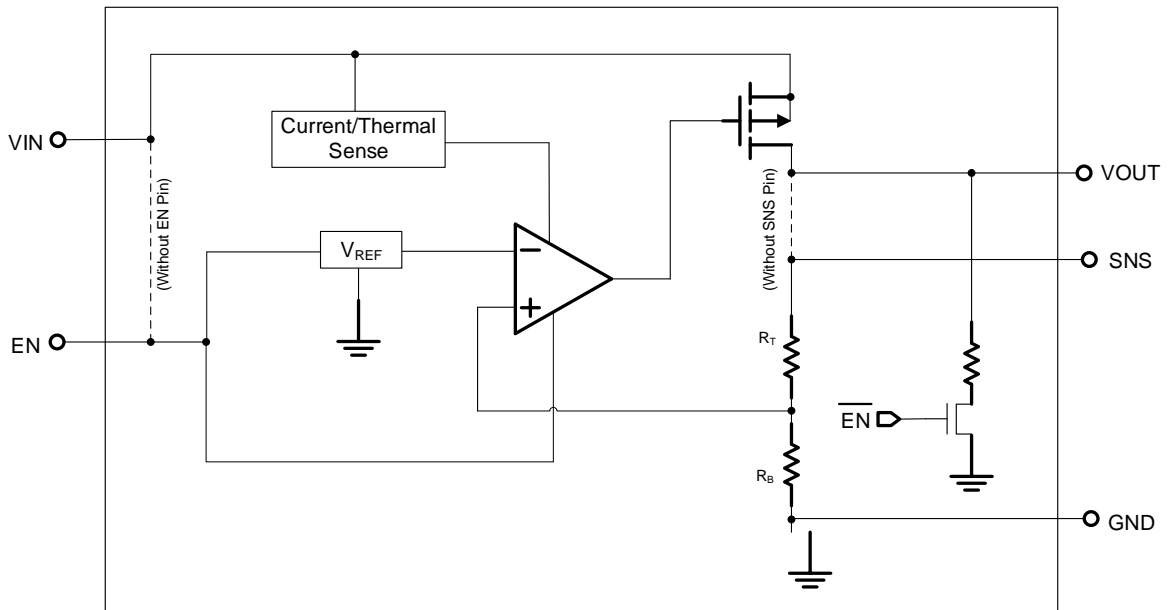 Current/Thermal
Sense
VIN
(Without EN Pin)
(Without SNS Pin)
VOUT
VREF
−
SNS
+
EN
RT
EN
RB
GND